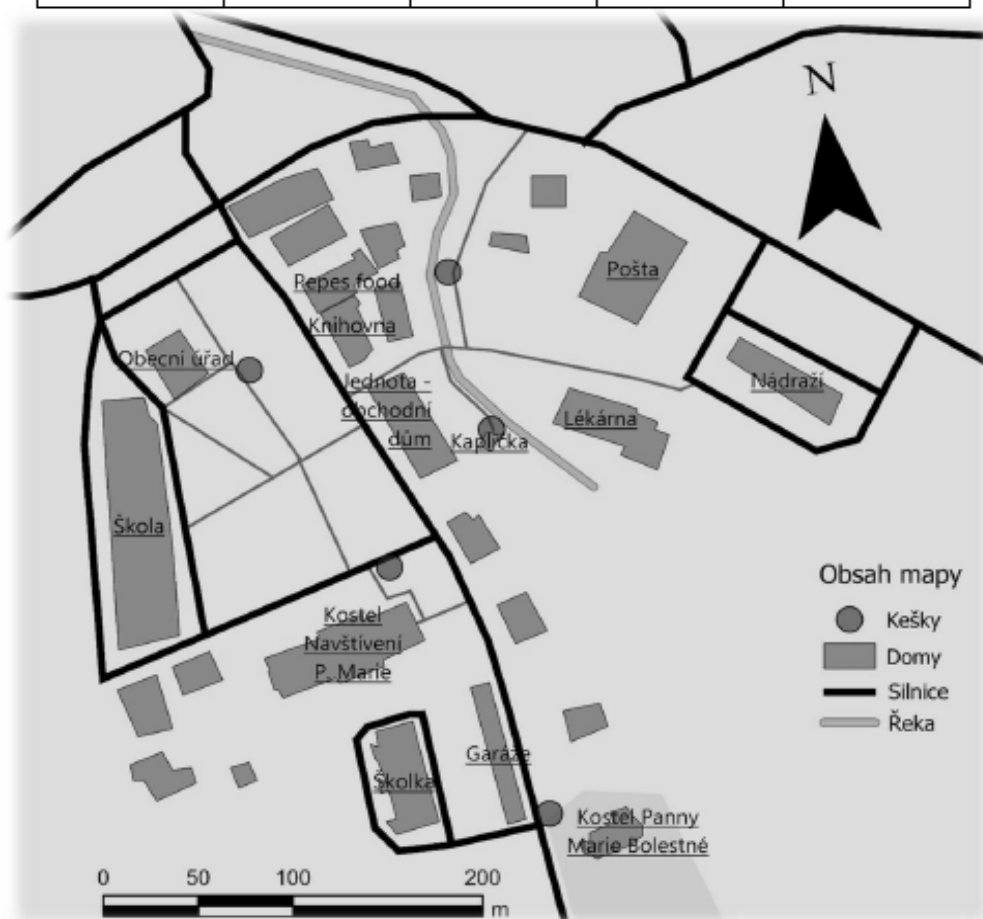 N
Pošta
Repes food
Knihovna
Obecní úřad
Jednota -
obchodní
dům
Nádraží
Lékárna
Kaplička
Škola
Obsah mapy
Kešky
Domy
Silnice
Řeka
Kostel
Navštívení
P. Marie
Garáže
Školka
Kostel Panny
Marie Bolestné
0 50 100 200
m